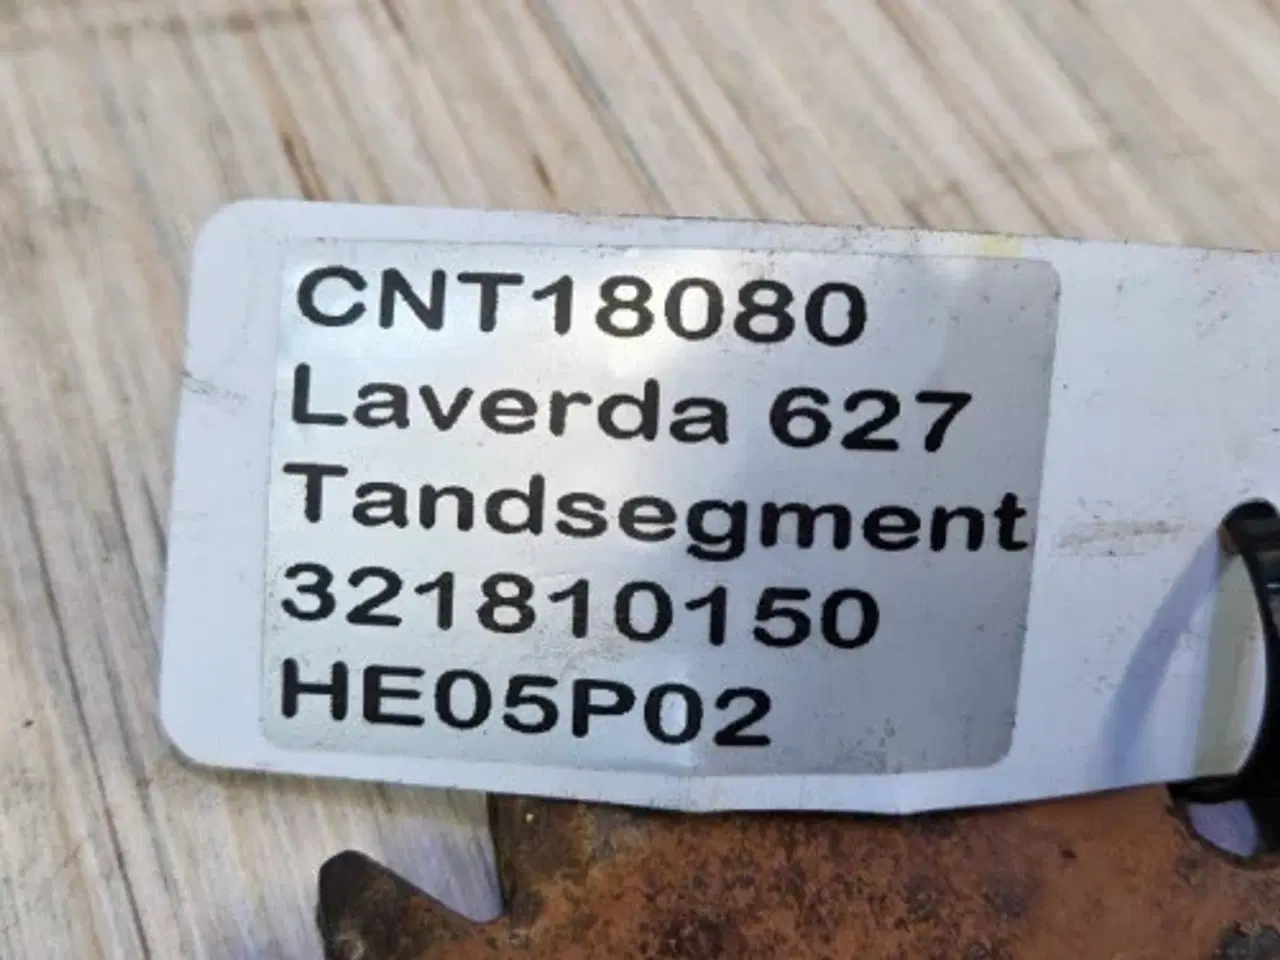 CNT18080
Laverda 627
Tandsegment
321810150
HE05P02